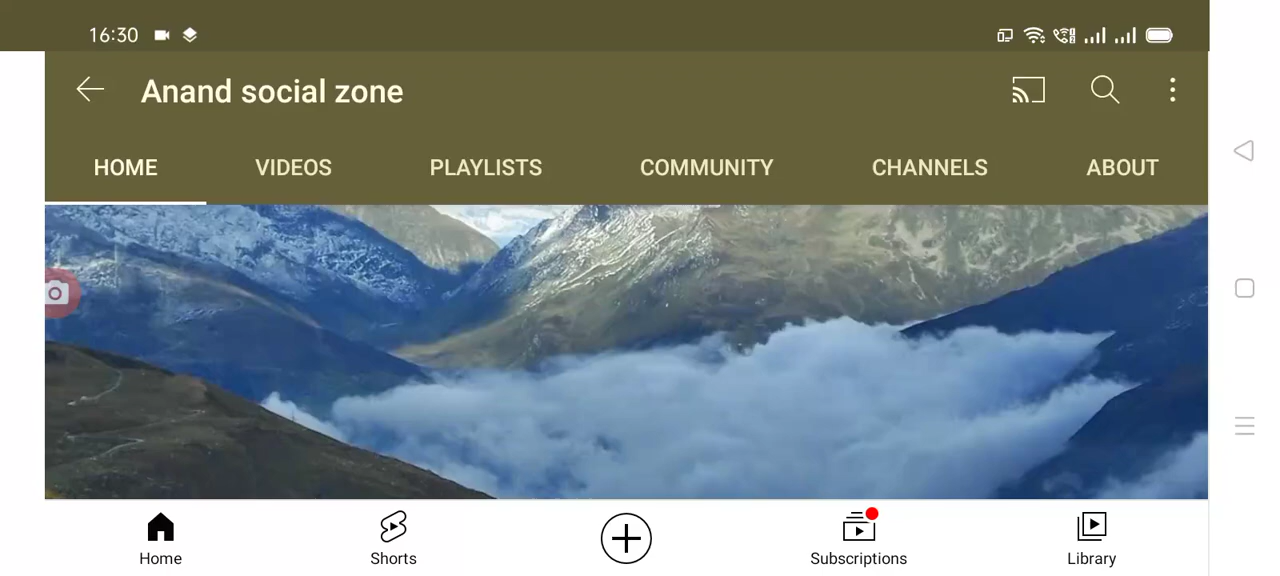 16:30
Anand social zone
HOME VIDEOS PLAYLISTS COMMUNITY CHANNELS ABOUT
Home Shorts Subscriptions Library